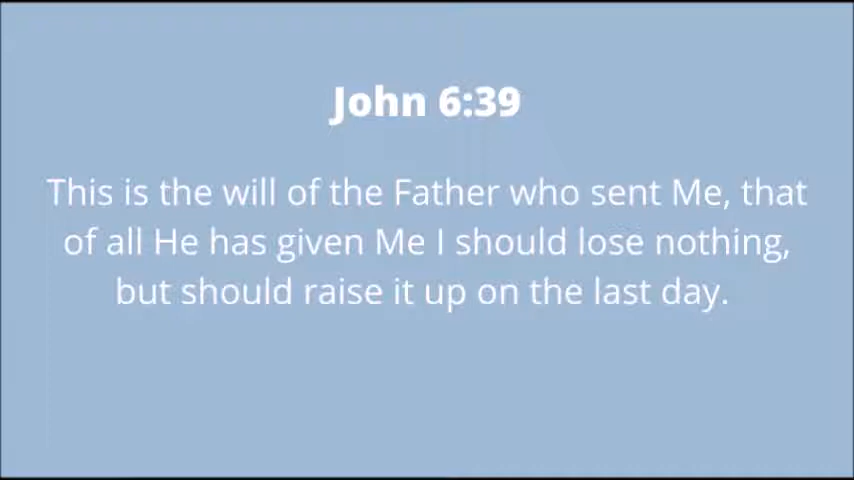 John 6:39
This is the will of the Father who sent Me, that
of all He has given Me I should lose nothing,
but should raise it up on the last day.